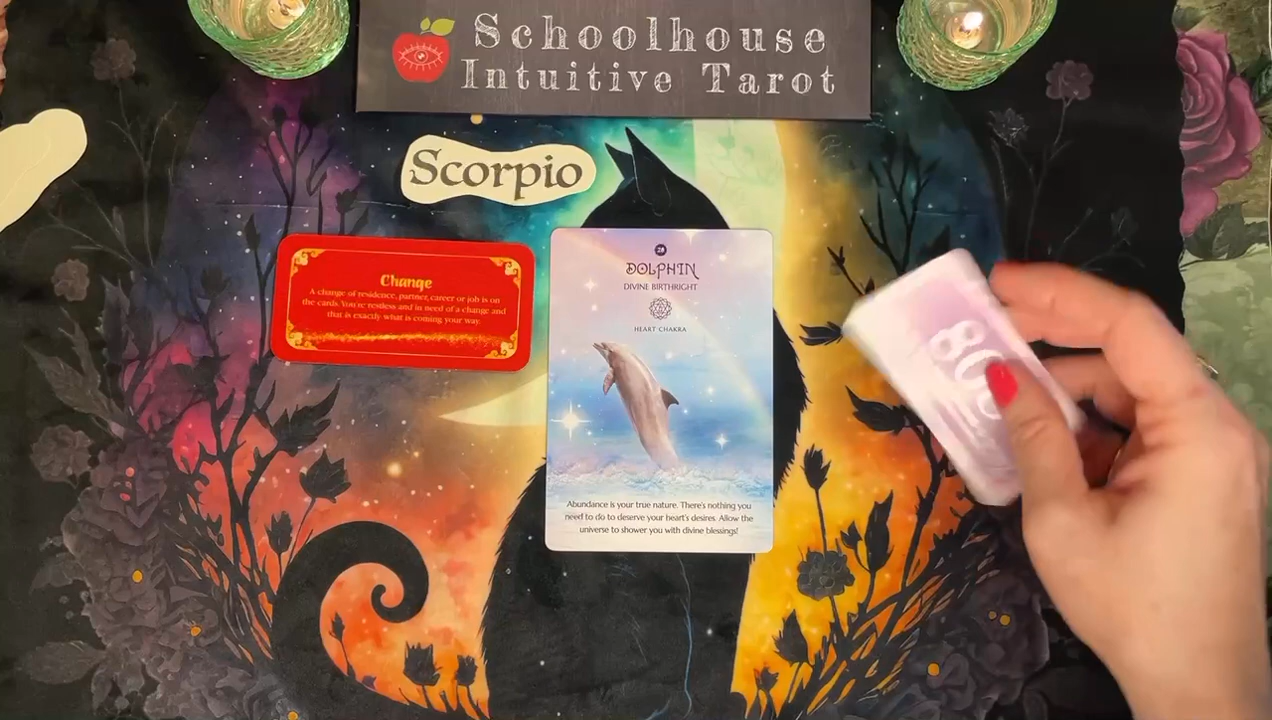 Schoolhouse
Intuitive Tarot
Scorpio
Change
A change of residence, partner, career or job is on
the cards. You're restless and in need of a change and
that is exactly what is coming your way.
28
DOLPHIN
DIVINE BIRTHRIGHT
HEART CHAKRA
Abundance is your true nature. There's nothing you
need to do to deserve your heart's desires. Allow the
universe to shower you with divine blessings!